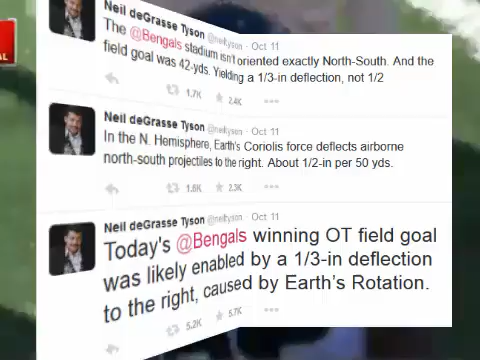 AL
Neil deGrasse Tyson @neiltyson · Oct 11
The @Bengals stadium isn't oriented exactly North-South. And the
field goal was 42-yds. Yielding a 1/3-in deflection, not 1/2
1.7K 2.4K
Neil deGrasse Tyson @neiltyson · Oct 11
In the N. Hemisphere, Earth's Coriolis force deflects airborne
north-south projectiles to the right. About 1/2-in per 50 yds.
1.6K 2.3K
Neil deGrasse Tyson @neiltyson · Oct 11
Today's @Bengals winning OT field goal
was likely enabled by a 1/3-in deflection
to the right, caused by Earth's Rotation.
5.2K 5.7K